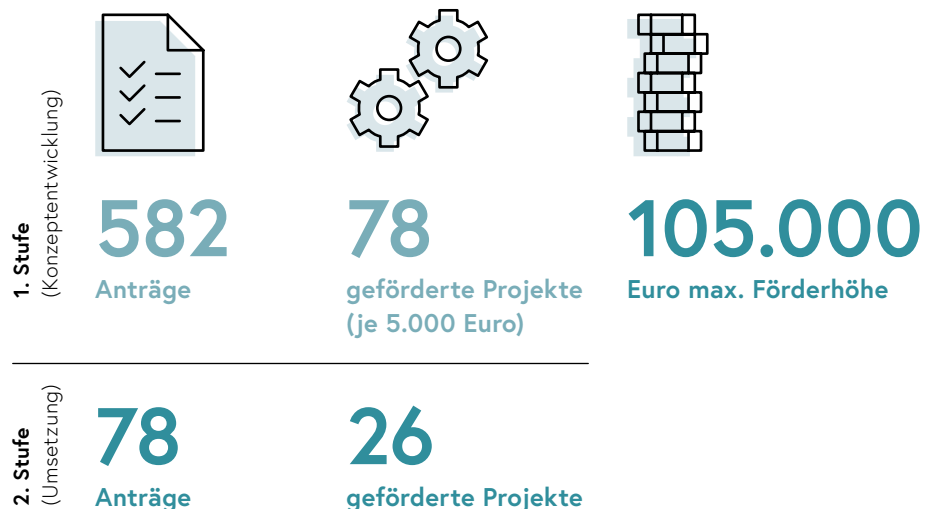 1. Stufe
(Konzeptentwicklung)
582
Anträge
78
geförderte Projekte
(je 5.000 Euro)
105.000
Euro max. Förderhöhe
2. Stufe
(Umsetzung)
78
Anträge
26
geförderte Projekte